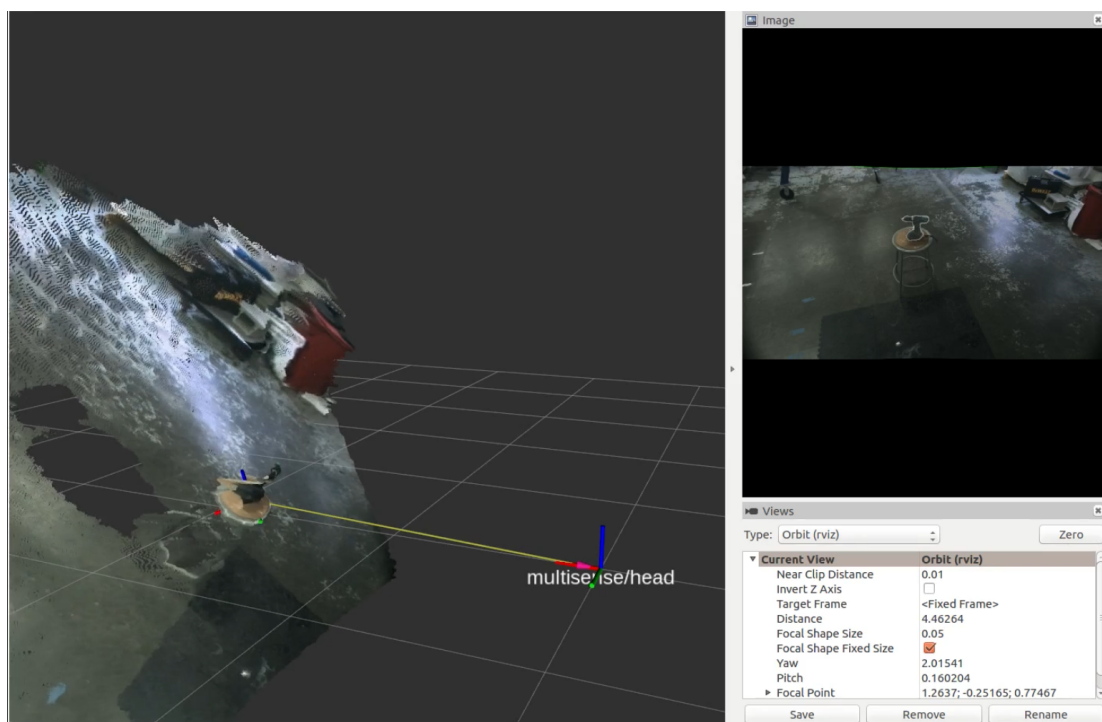 multisense/head
Image
Views
Type: Orbit (rviz) Zero
Current View Orbit (rviz)
Near Clip Distance 0.01
Invert Z Axis
Target Frame <Fixed Frame>
Distance 4.46264
Focal Shape Size 0.05
Focal Shape Fixed Size
Yaw 2.01541
Pitch 0.160204
Focal Point 1.2637; -0.25165; 0.77467
Save Remove Rename